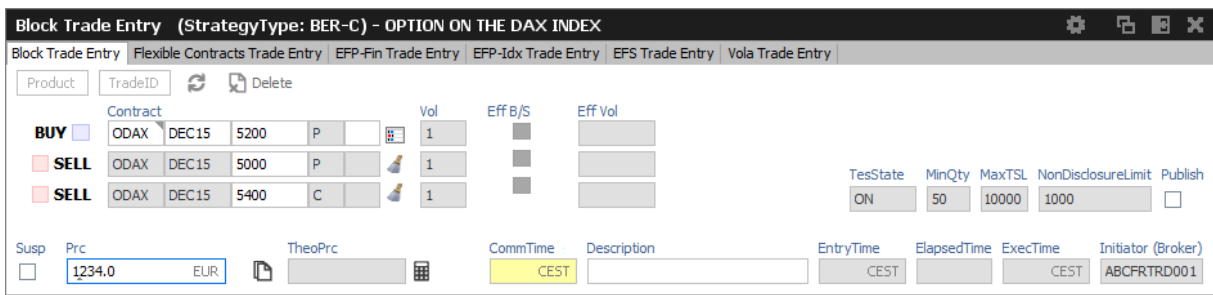 Block Trade Entry (StrategyType: BER-C) - OPTION ON THE DAX INDEX
Block Trade Entry Flexible Contracts Trade Entry EFP-Fin Trade Entry EFP-Idx Trade Entry EFS Trade Entry Vola Trade Entry
Product TradeID Delete
Contract Vol Eff B/S Eff Vol
BUY ODAX DEC15 5200 P 1
SELL ODAX DEC15 5000 P 1
TesState MinQty MaxTSL NonDisclosureLimit Publish
SELL ODAX DEC15 5400 C 1 ON 50 10000 1000
Susp Prc TheoPrc CommTime Description EntryTime ElapsedTime ExecTime Initiator (Broker)
1234.0 EUR CEST CEST CEST ABCFRTRD001